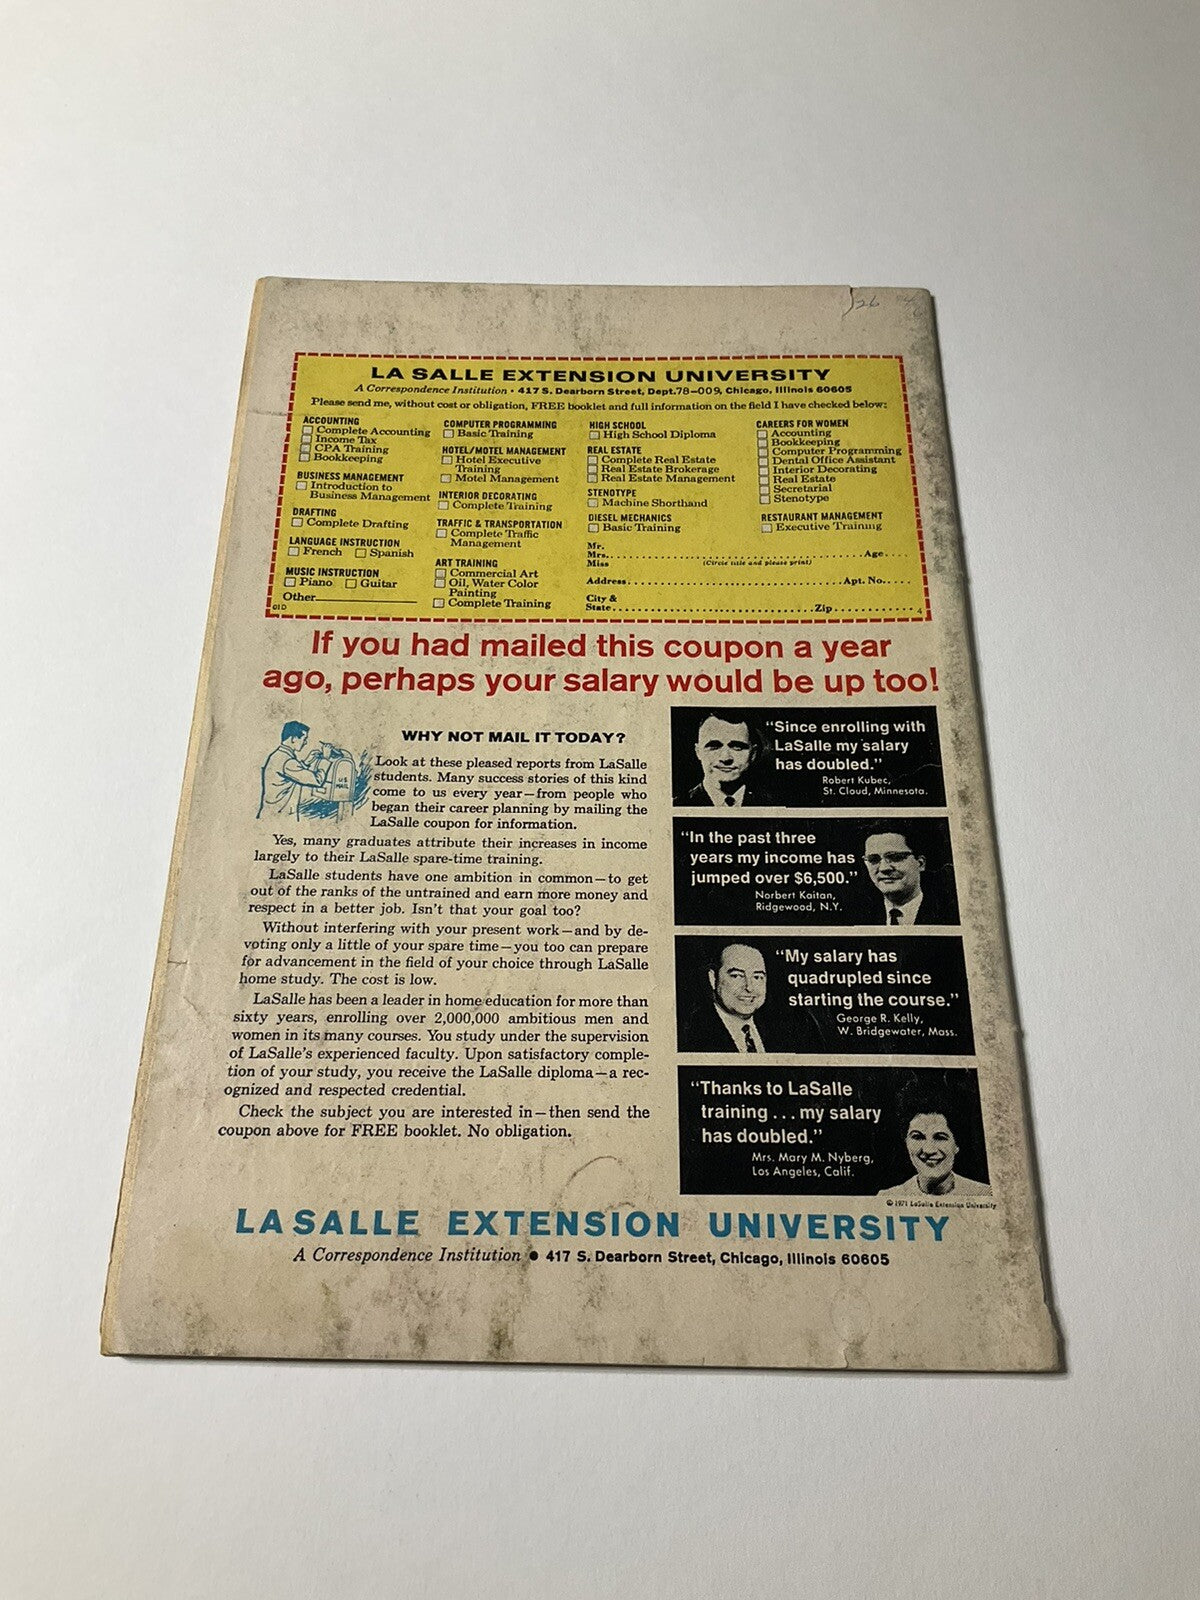 26
LA SALLE EXTENSION UNIVERSITY
A Correspondence Institution • 417 S. Dearborn Street, Dept. 78-009, Chicago, Illinois 60605
Please send me, without cost or obligation, FREE booklet and full information on the field I have checked below:
ACCOUNTING
Complete Accounting
Income Tax
CPA Training
Bookkeeping
BUSINESS MANAGEMENT
Introduction to
Business Management
DRAFTING
Complete Drafting
LANGUAGE INSTRUCTION
French Spanish
MUSIC INSTRUCTION
Piano Guitar
Other
01D
COMPUTER PROGRAMMING
Basic Training
HOTEL/MOTEL MANAGEMENT
Hotel Executive
Training
Motel Management
INTERIOR DECORATING
Complete Training
TRAFFIC & TRANSPORTATION
Complete Traffic
Management
ART TRAINING
Commercial Art
Oil, Water Color
Painting
Complete Training
HIGH SCHOOL
High School Diploma
REAL ESTATE
Complete Real Estate
Real Estate Brokerage
Real Estate Management
STENOTYPE
Machine Shorthand
DIESEL MECHANICS
Basic Training
CAREERS FOR WOMEN
Accounting
Bookkeeping
Computer Programming
Dental Office Assistant
Interior Decorating
Real Estate
Secretarial
Stenotype
RESTAURANT MANAGEMENT
Executive Training
Mr.
Mrs. Age
Miss (Circle title and please print)
Address Apt. No.
City &
State Zip 4
If you had mailed this coupon a year
ago, perhaps your salary would be up too!
WHY NOT MAIL IT TODAY?
U.S.
MAIL
Look at these pleased reports from LaSalle
students. Many success stories of this kind
come to us every year—from people who
began their career planning by mailing the
LaSalle coupon for information.
Yes, many graduates attribute their increases in income
largely to their LaSalle spare-time training.
LaSalle students have one ambition in common—to get
out of the ranks of the untrained and earn more money and
respect in a better job. Isn't that your goal too?
Without interfering with your present work—and by de-
voting only a little of your spare time—you too can prepare
for advancement in the field of your choice through LaSalle
home study. The cost is low.
LaSalle has been a leader in home education for more than
sixty years, enrolling over 2,000,000 ambitious men and
women in its many courses. You study under the supervision
of LaSalle's experienced faculty. Upon satisfactory comple-
tion of your study, you receive the LaSalle diploma—a rec-
ognized and respected credential.
Check the subject you are interested in—then send the
coupon above for FREE booklet. No obligation.
"Since enrolling with
LaSalle my salary
has doubled."
Robert Kubec,
St. Cloud, Minnesota.
"In the past three
years my income has
jumped over $6,500."
Norbert Kaitan,
Ridgewood, N.Y.
"My salary has
quadrupled since
starting the course."
George R. Kelly,
W. Bridgewater, Mass.
"Thanks to LaSalle
training...my salary
has doubled."
Mrs. Mary M. Nyberg,
Los Angeles, Calif.
© 1971 LaSalle Extension University
LA SALLE EXTENSION UNIVERSITY
A Correspondence Institution • 417 S. Dearborn Street, Chicago, Illinois 60605